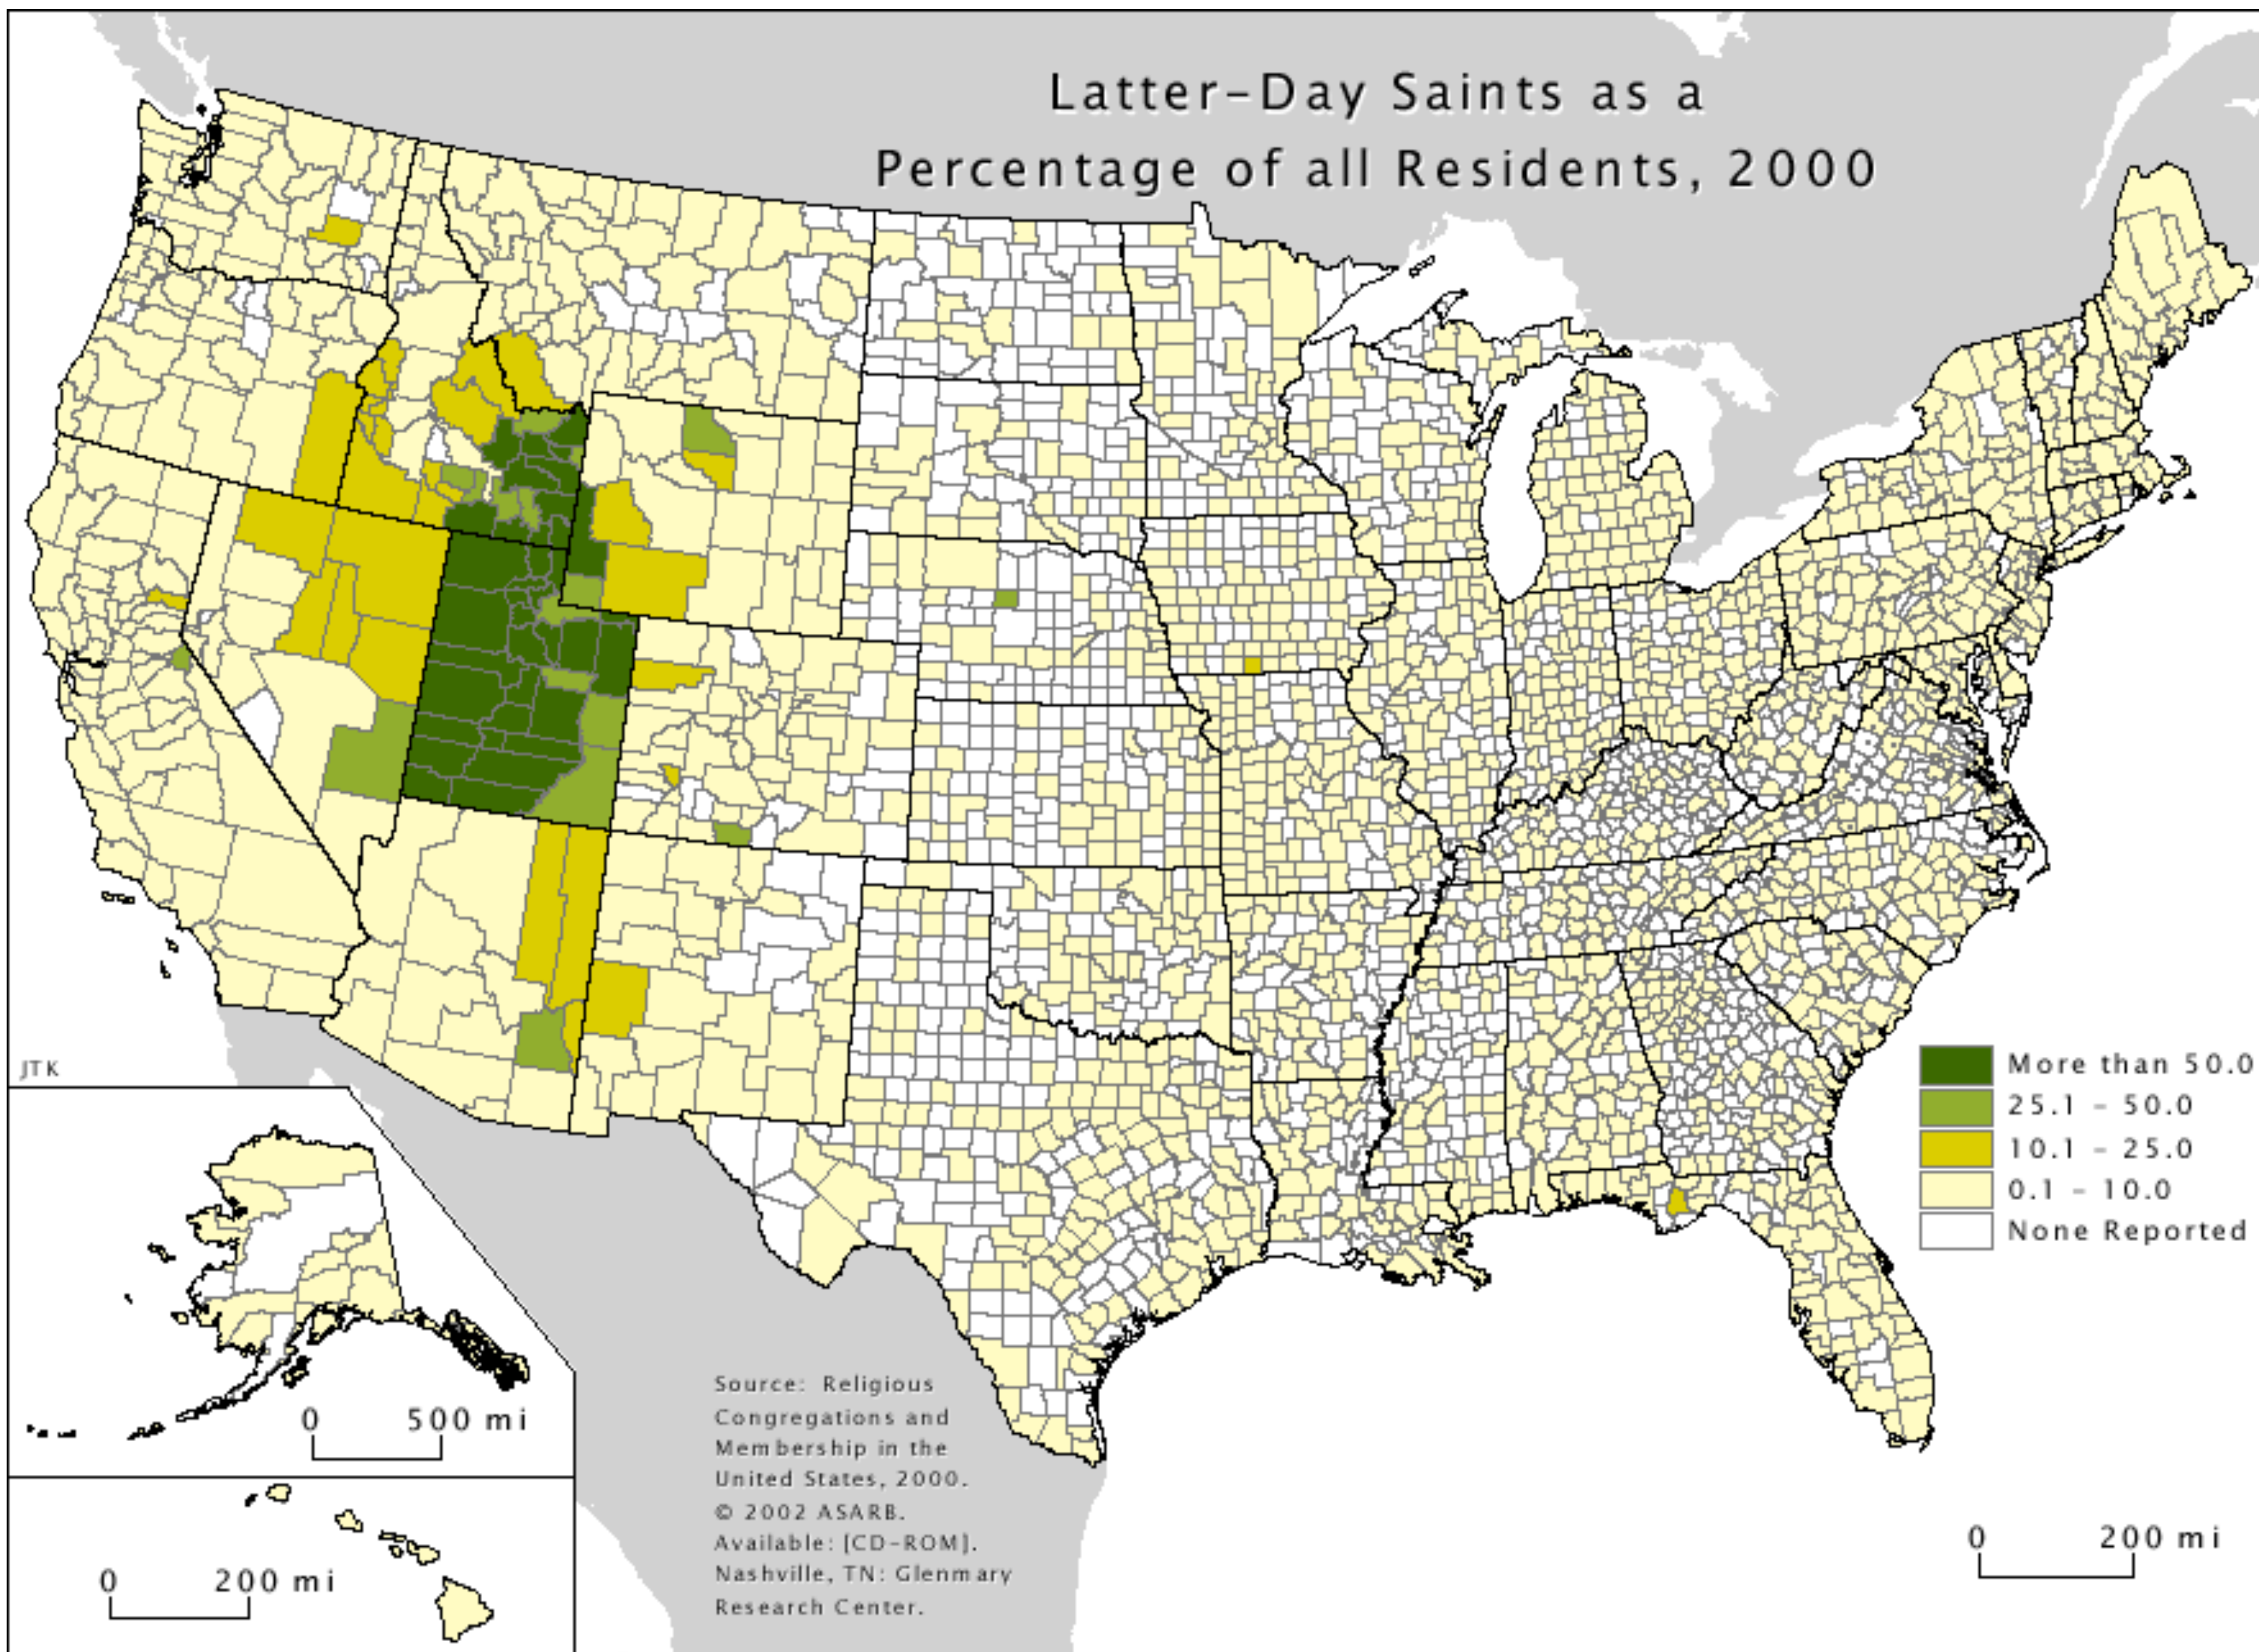 Latter-Day Saints as a
Percentage of all Residents, 2000
JTK
More than 50.0
25.1 - 50.0
10.1 - 25.0
0.1 - 10.0
None Reported
0 500 mi
0 200 mi
Source: Religious
Congregations and
Membership in the
United States, 2000.
© 2002 ASARB.
Available: [CD-ROM].
Nashville, TN: Glenmary
Research Center.
0 200 mi